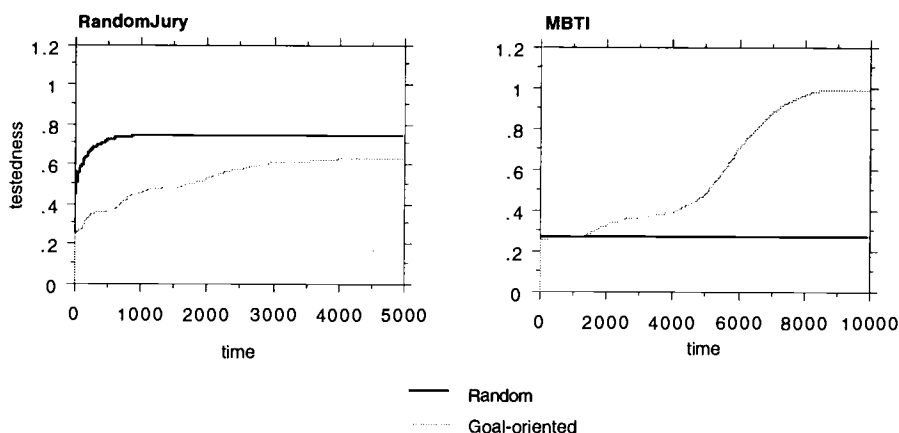 RandomJury
1.2
1
.8
.6
.4
.2
0
testedness
0 1000 2000 3000 4000 5000
time
MBTI
1.2
1
.8
.6
.4
.2
0
0 2000 4000 6000 8000 10000
time
Random
Goal-oriented